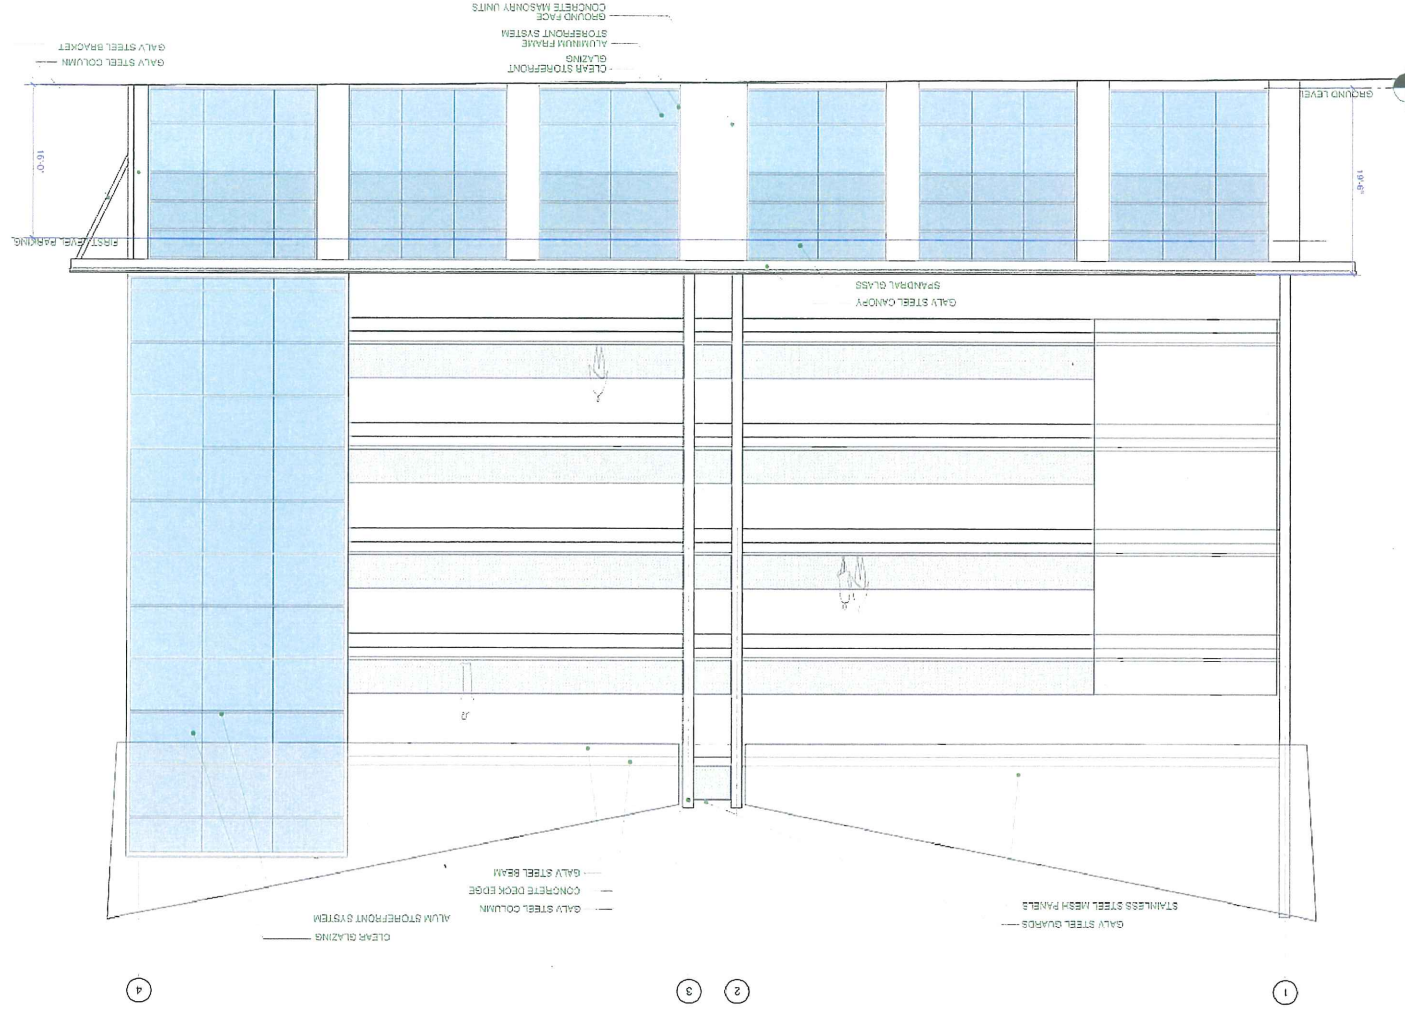 1
2
3
4
GALV STEEL GUARDS
STAINLESS STEEL MESH PANELS
GALV STEEL COLUMN
CONCRETE DECK EDGE
GALV STEEL BEAM
CLEAR GLAZING
ALUM STOREFRONT SYSTEM
GALV STEEL CANOPY
SPANDRAL GLASS
FIRST LEVEL PARKING
19'-6"
16'-0"
GROUND LEVEL
CLEAR STOREFRONT
GLAZING
ALUMINUM FRAME
STOREFRONT SYSTEM
GROUND FACE
CONCRETE MASONRY UNITS
GALV STEEL COLUMN
GALV STEEL BRACKET